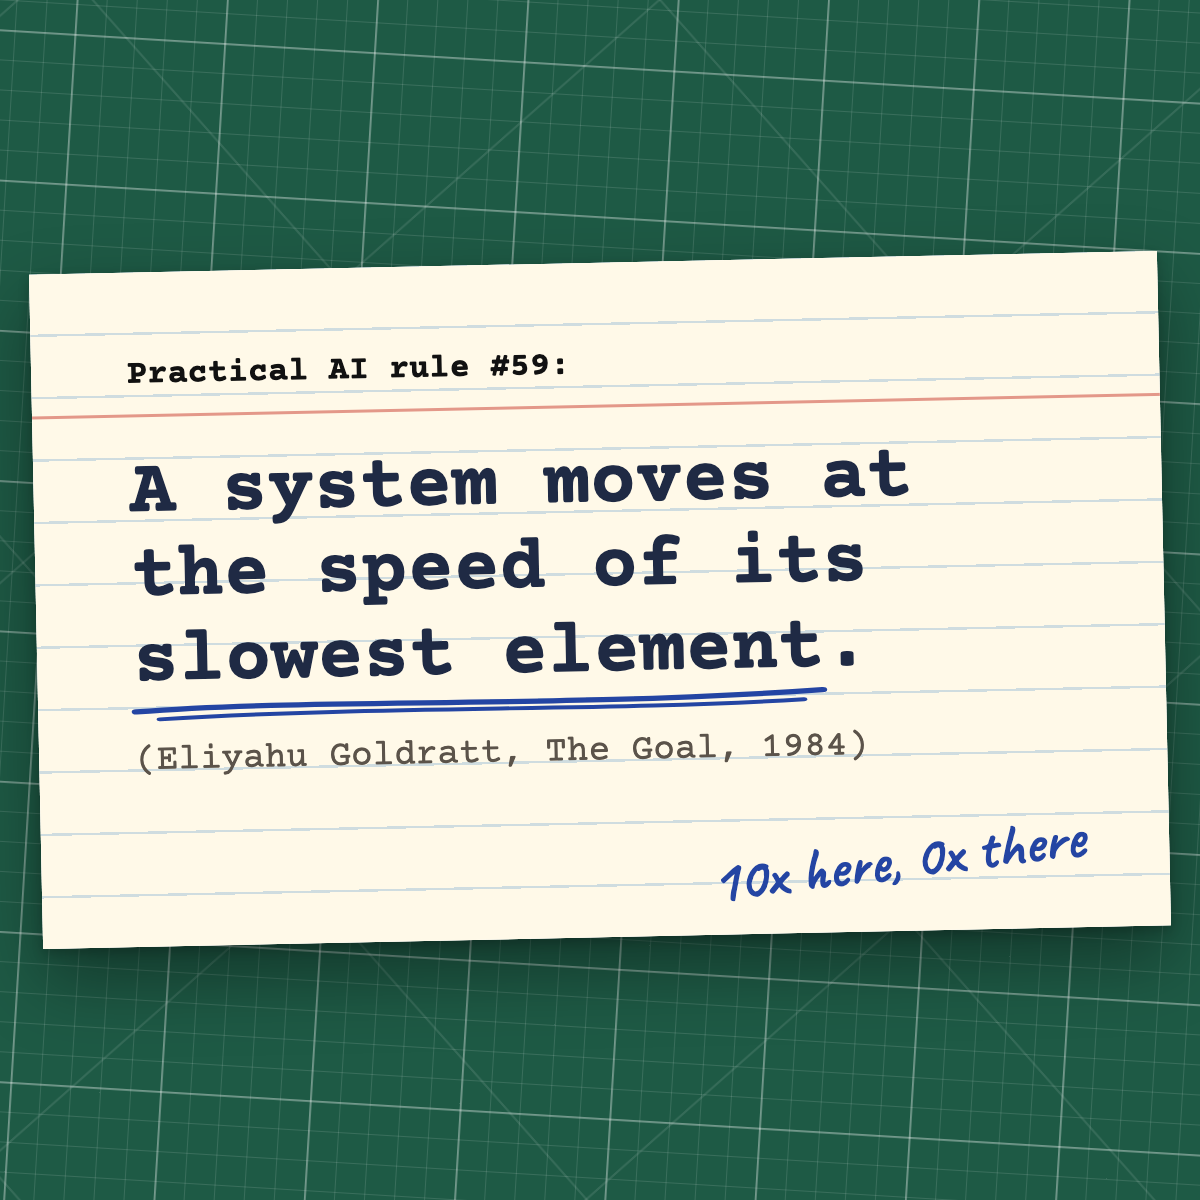 Practical AI rule #59:
A system moves at
the speed of its
slowest element.
(Eliyahu Goldratt, The Goal, 1984)
10x here, 0x there